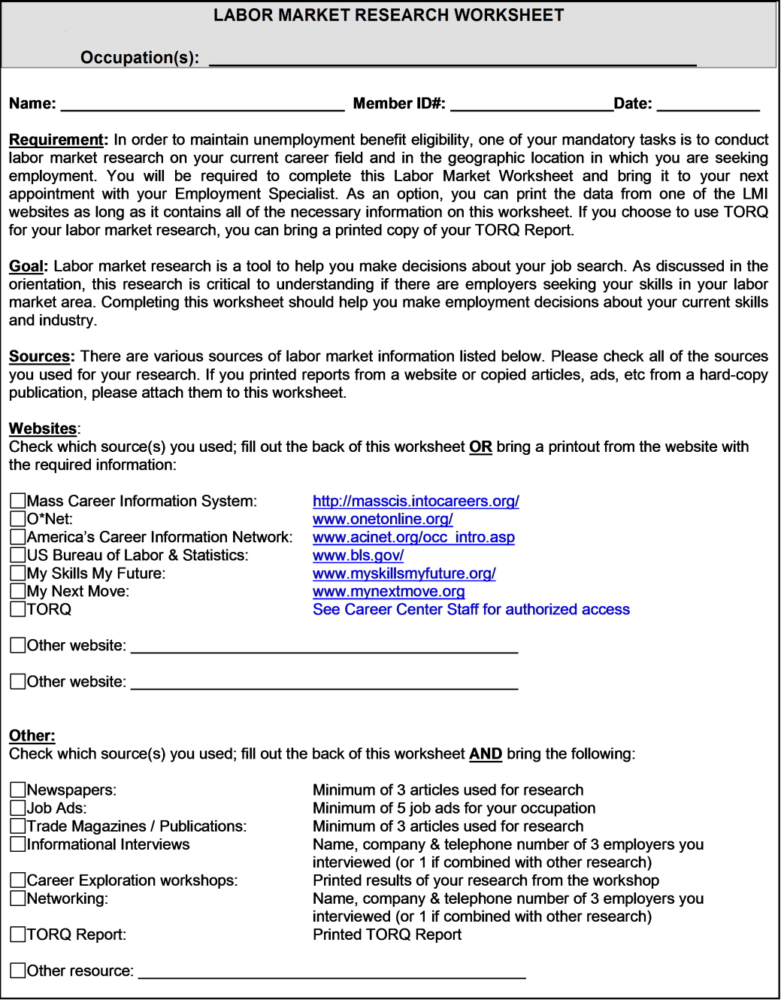 LABOR MARKET RESEARCH WORKSHEET
Occupation(s):
Name: Member ID#: Date:
Requirement: In order to maintain unemployment benefit eligibility, one of your mandatory tasks is to conduct
labor market research on your current career field and in the geographic location in which you are seeking
employment. You will be required to complete this Labor Market Worksheet and bring it to your next
appointment with your Employment Specialist. As an option, you can print the data from one of the LMI
websites as long as it contains all of the necessary information on this worksheet. If you choose to use TORQ
for your labor market research, you can bring a printed copy of your TORQ Report.
Goal: Labor market research is a tool to help you make decisions about your job search. As discussed in the
orientation, this research is critical to understanding if there are employers seeking your skills in your labor
market area. Completing this worksheet should help you make employment decisions about your current skills
and industry.
Sources: There are various sources of labor market information listed below. Please check all of the sources
you used for your research. If you printed reports from a website or copied articles, ads, etc from a hard-copy
publication, please attach them to this worksheet.
Websites:
Check which source(s) you used; fill out the back of this worksheet OR bring a printout from the website with
the required information:
Mass Career Information System: http://masscis.intocareers.org/
O*Net: www.onetonline.org/
America's Career Information Network: www.acinet.org/occ_intro.asp
US Bureau of Labor & Statistics: www.bls.gov/
My Skills My Future: www.myskillsmyfuture.org/
My Next Move: www.mynextmove.org
TORQ See Career Center Staff for authorized access
Other website:
Other website:
Other:
Check which source(s) you used; fill out the back of this worksheet AND bring the following:
Newspapers: Minimum of 3 articles used for research
Job Ads: Minimum of 5 job ads for your occupation
Trade Magazines / Publications: Minimum of 3 articles used for research
Informational Interviews Name, company & telephone number of 3 employers you
interviewed (or 1 if combined with other research)
Career Exploration workshops: Printed results of your research from the workshop
Networking: Name, company & telephone number of 3 employers you
interviewed (or 1 if combined with other research)
TORQ Report: Printed TORQ Report
Other resource: